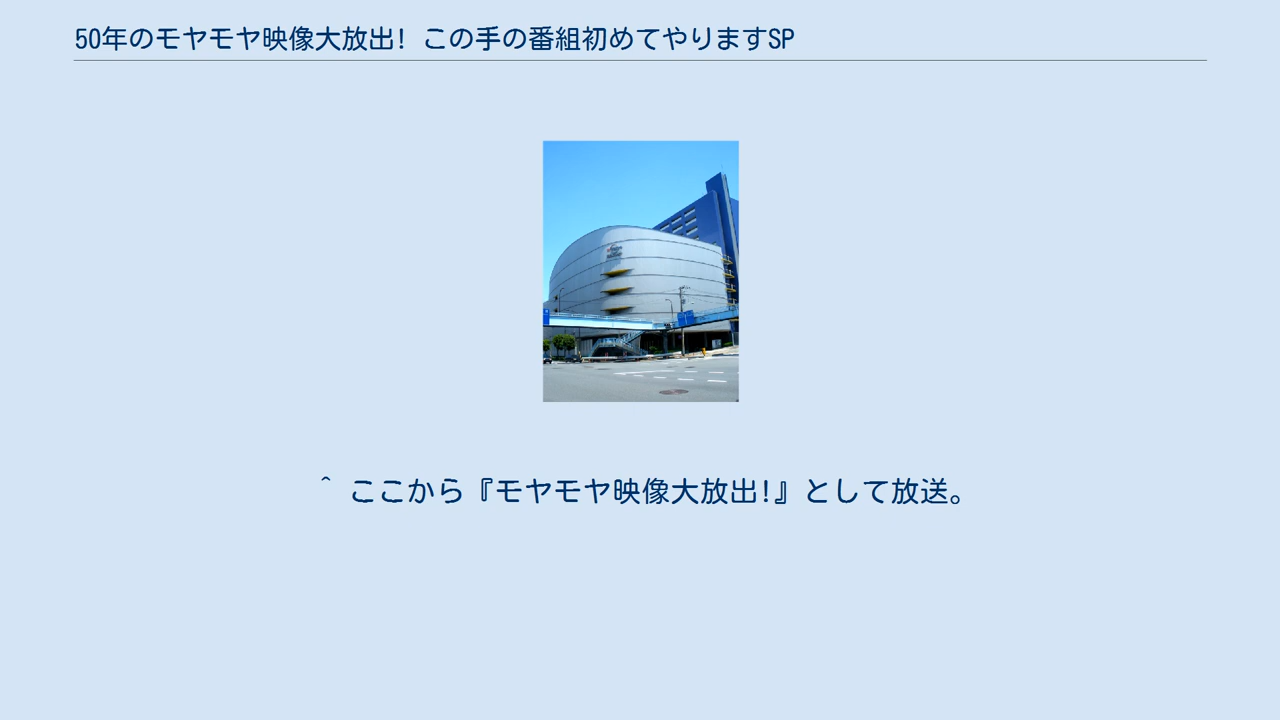 50年のモヤモヤ映像大放出! この手の番組初めてやりますSP
^ ここから『モヤモヤ映像大放出!』として放送。